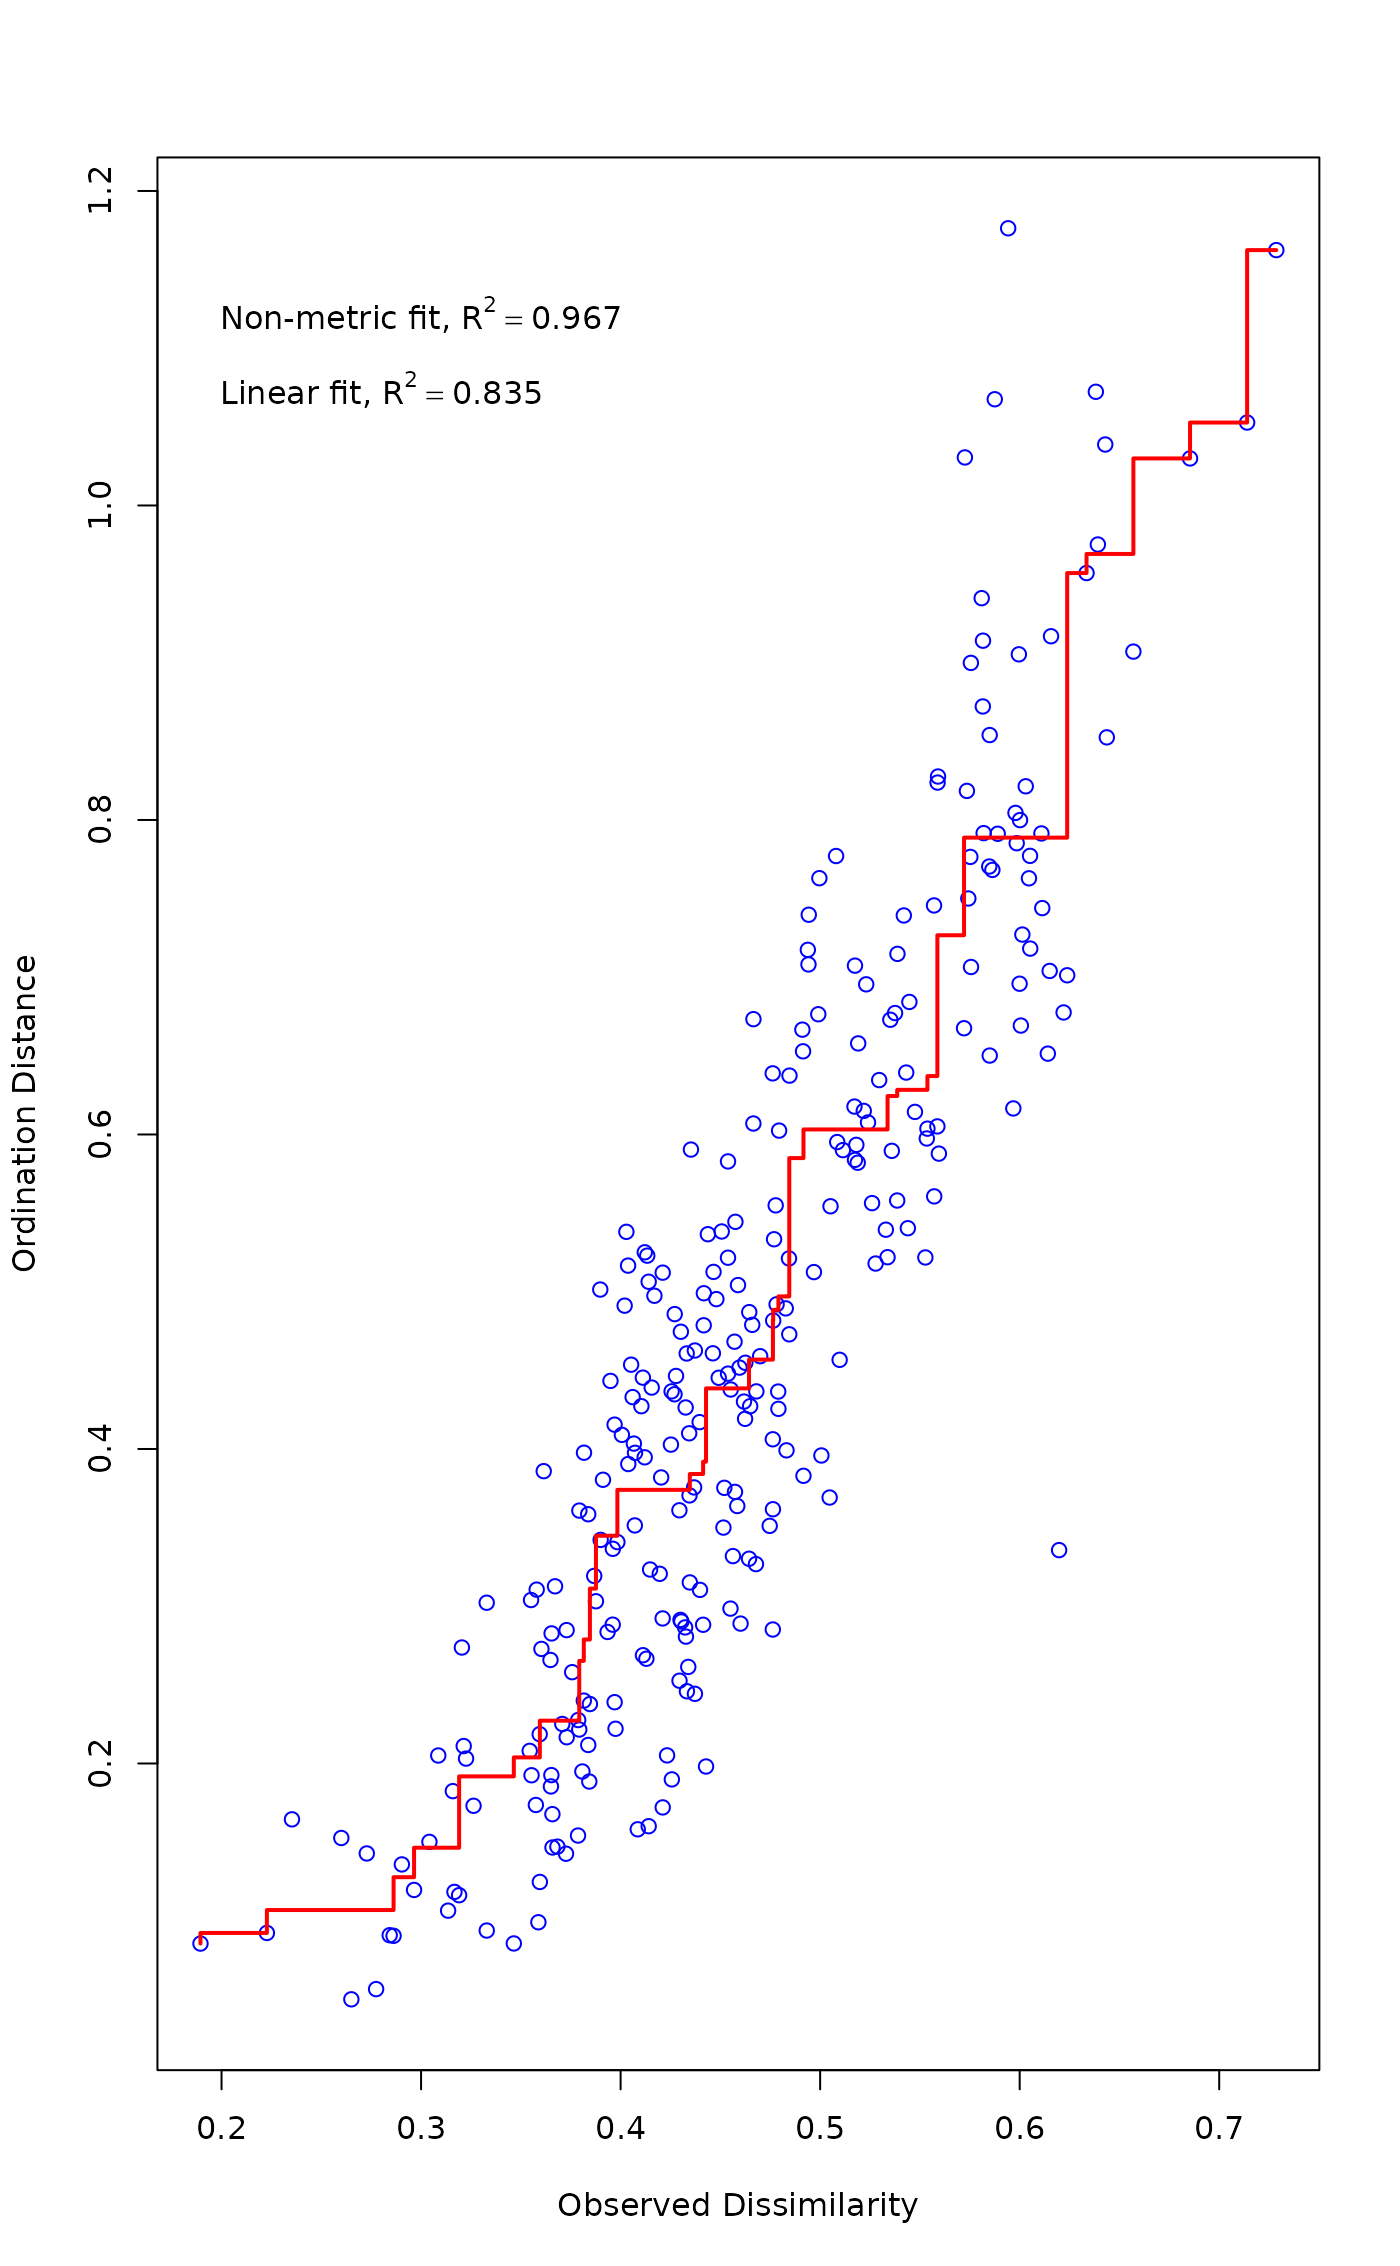 Non-metric fit, R² = 0.967
Linear fit, R² = 0.835
Ordination Distance
1.2
1.0
0.8
0.6
0.4
0.2
0.2 0.3 0.4 0.5 0.6 0.7
Observed Dissimilarity